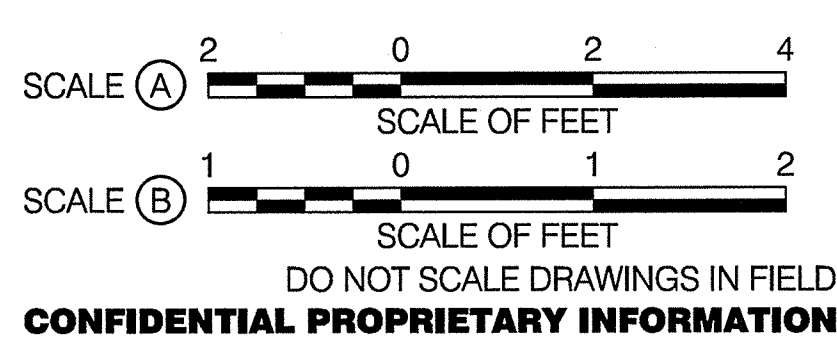 2 0 2 4
SCALE A
SCALE OF FEET
1 0 1 2
SCALE B
SCALE OF FEET
DO NOT SCALE DRAWINGS IN FIELD
CONFIDENTIAL PROPRIETARY INFORMATION